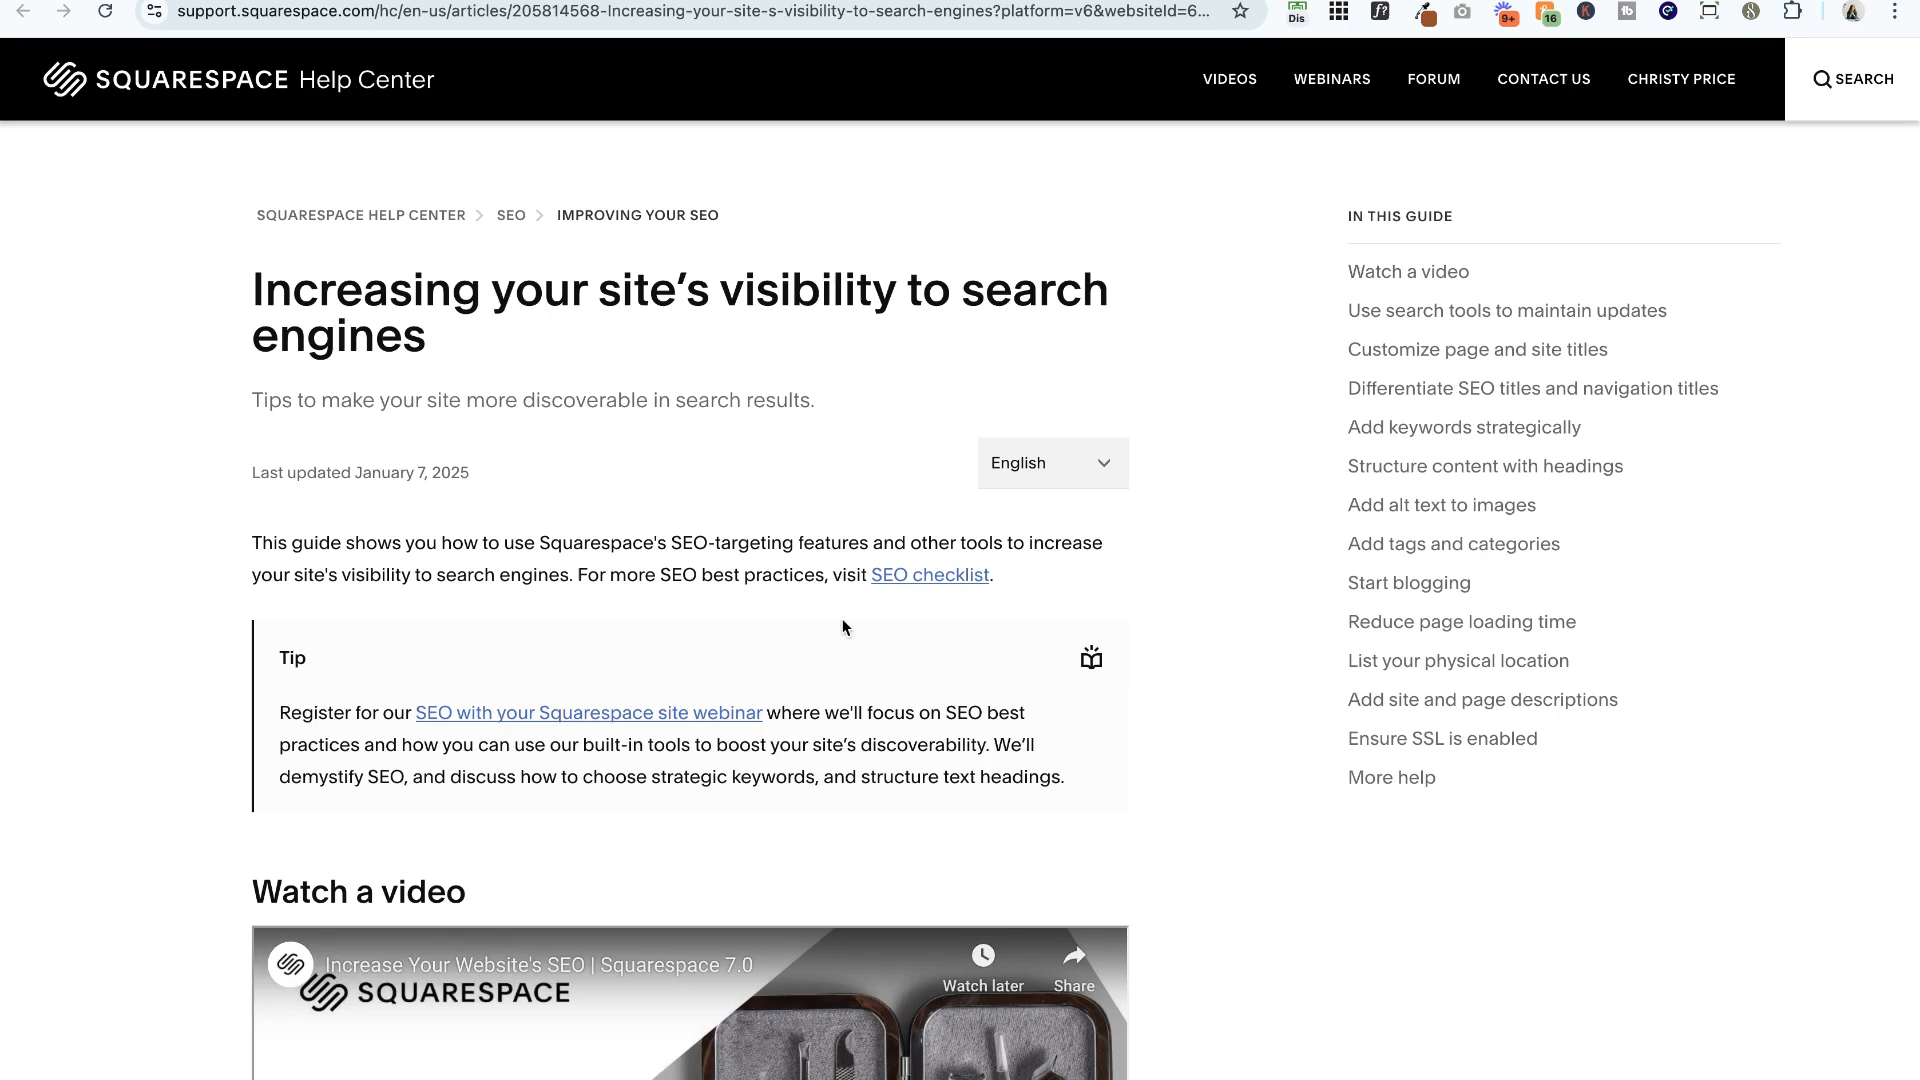 support.squarespace.com/hc/en-us/articles/205814568-Increasing-your-site-s-visibility-to-search-engines?platform=v6&websiteId=6...
Dis
f?
9+
16
K
tb
SQUARESPACE Help Center
VIDEOS
WEBINARS
FORUM
CONTACT US
CHRISTY PRICE
SEARCH
SQUARESPACE HELP CENTER
SEO
IMPROVING YOUR SEO
Increasing your site’s visibility to search
engines
Tips to make your site more discoverable in search results.
Last updated January 7, 2025
English
This guide shows you how to use Squarespace's SEO-targeting features and other tools to increase
your site's visibility to search engines. For more SEO best practices, visit SEO checklist.
Tip
Register for our SEO with your Squarespace site webinar where we'll focus on SEO best
practices and how you can use our built-in tools to boost your site’s discoverability. We’ll
demystify SEO, and discuss how to choose strategic keywords, and structure text headings.
Watch a video
Increase Your Website's SEO | Squarespace 7.0
SQUARESPACE
Watch later
Share
IN THIS GUIDE
Watch a video
Use search tools to maintain updates
Customize page and site titles
Differentiate SEO titles and navigation titles
Add keywords strategically
Structure content with headings
Add alt text to images
Add tags and categories
Start blogging
Reduce page loading time
List your physical location
Add site and page descriptions
Ensure SSL is enabled
More help